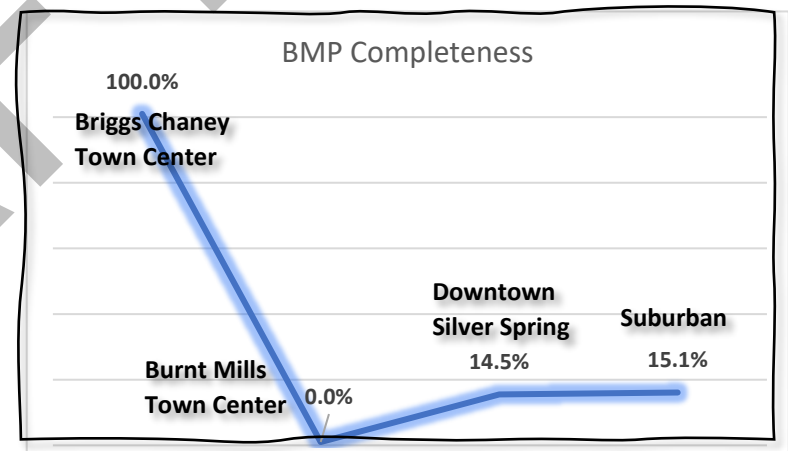 BMP Completeness
100.0%
Briggs Chaney
Town Center
Burnt Mills
Town Center
0.0%
Downtown
Silver Spring
14.5%
Suburban
15.1%